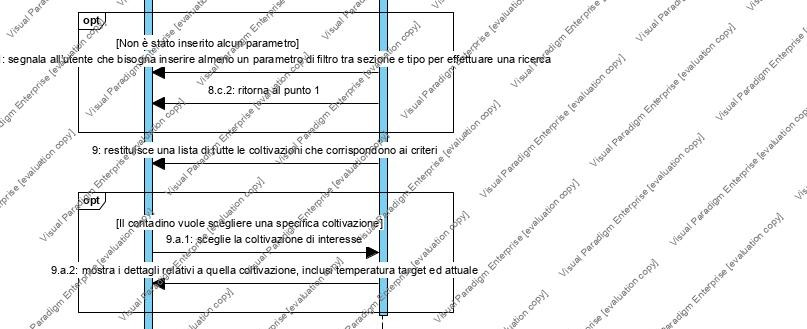 opt
[Non è stato inserito alcun parametro]
: segnala all'utente che bisogna inserire almeno un parametro di filtro tra sezione e tipo per effettuare una ricerca
8.c.2: ritorna al punto 1
9: restituisce una lista di tutte le coltivazioni che corrispondono ai criteri
opt
[Il contadino vuole scegliere una specifica coltivazione]
9.a.1: sceglie la coltivazione di interesse
9.a.2: mostra i dettagli relativi a quella coltivazione, inclusi temperatura target ed attuale
Visual Paradigm Enterprise [evaluation copy]